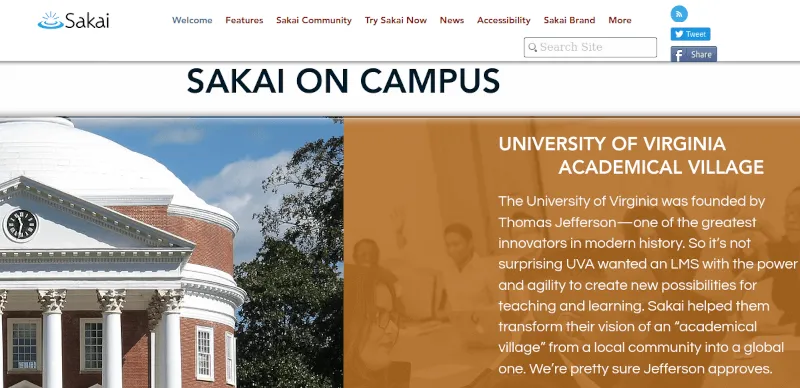 Sakai
Welcome Features Sakai Community Try Sakai Now News Accessibility Sakai Brand More
Tweet
Search Site
Share
SAKAI ON CAMPUS
UNIVERSITY OF VIRGINIA
ACADEMICAL VILLAGE
The University of Virginia was founded by
Thomas Jefferson—one of the greatest
innovators in modern history. So it's not
surprising UVA wanted an LMS with the power
and agility to create new possibilities for
teaching and learning. Sakai helped them
transform their vision of an “academical
village” from a local community into a global
one. We're pretty sure Jefferson approves.